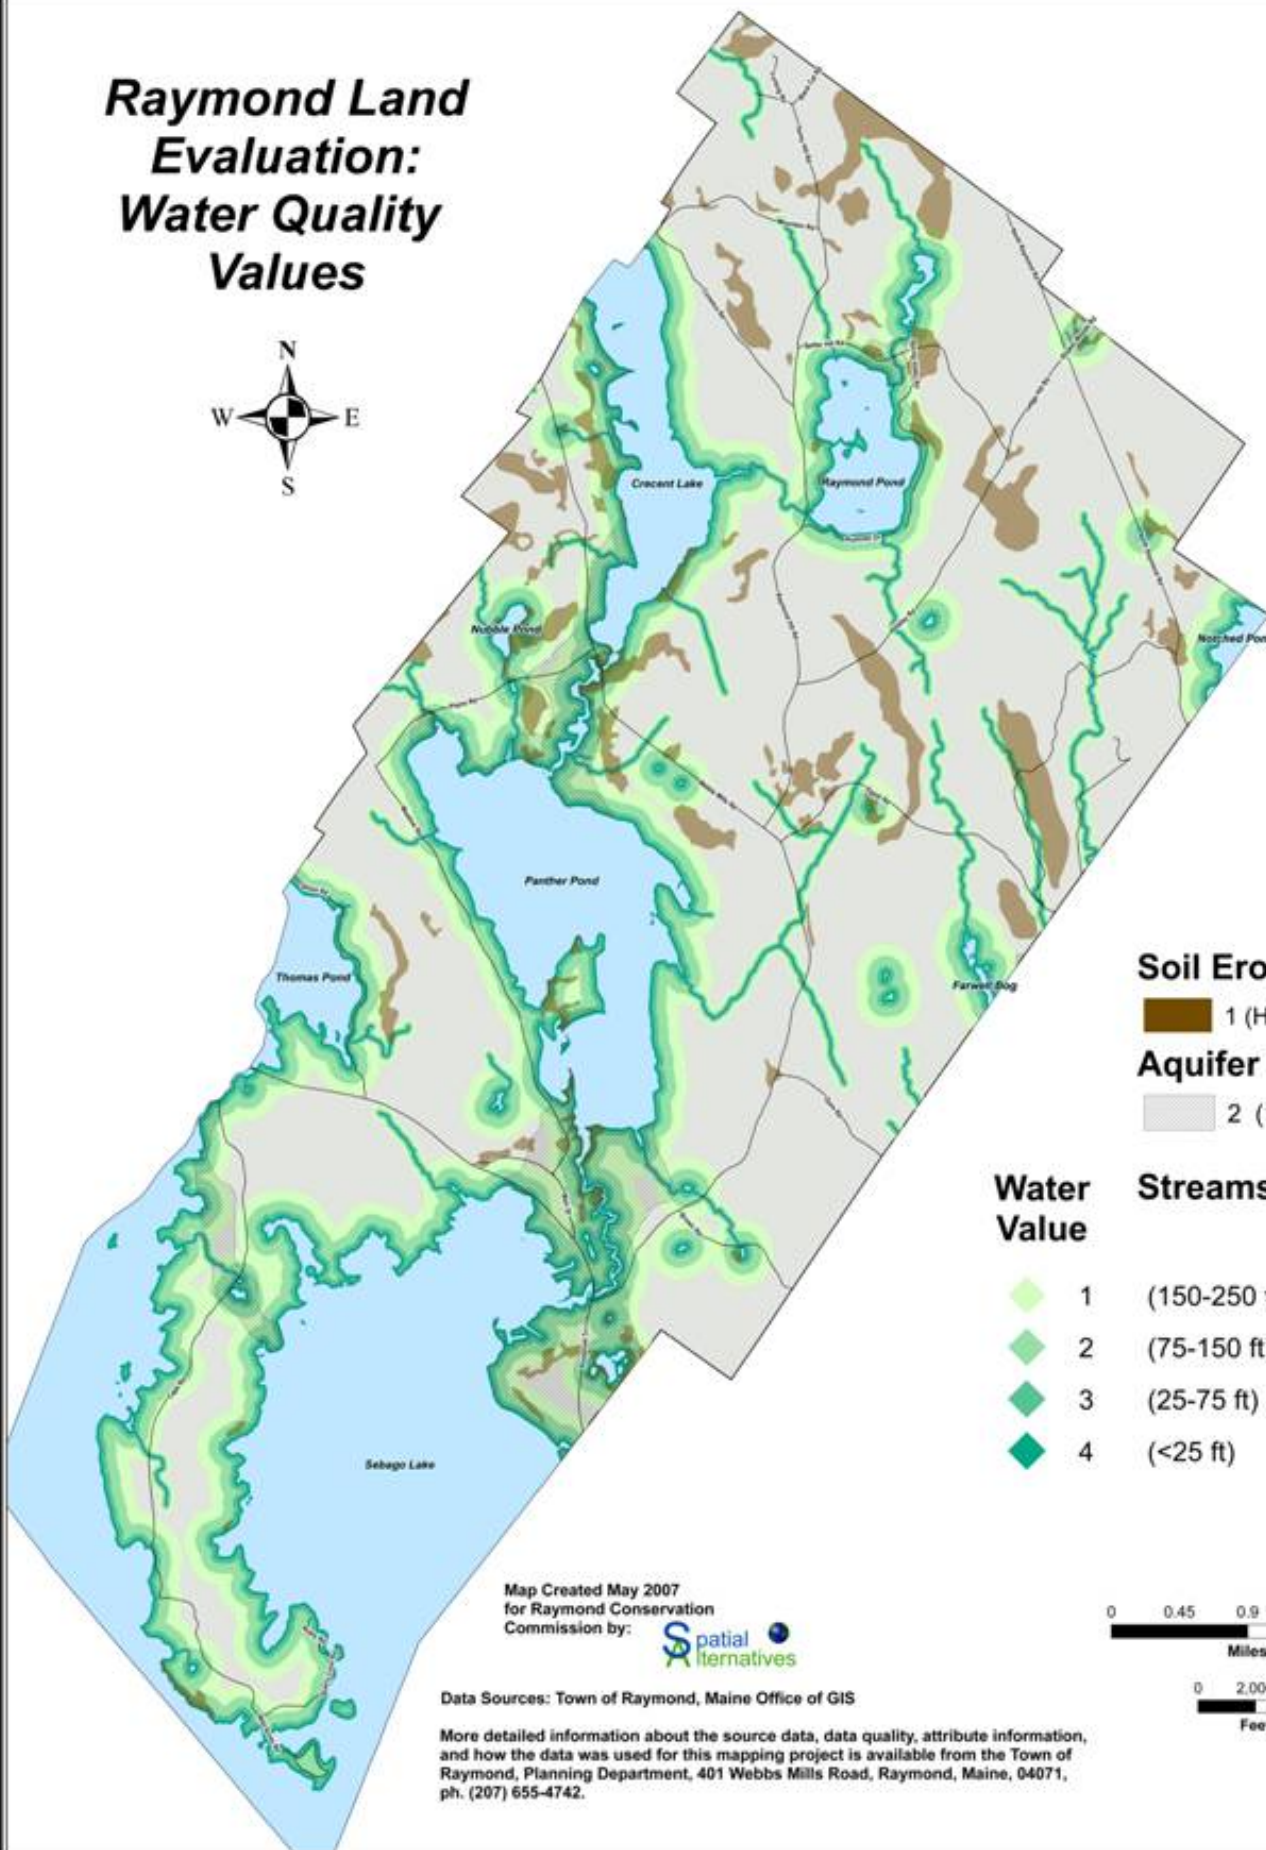 Raymond Land
Evaluation:
Water Quality
Values
N
W
E
S
Crecent Lake
Raymond Pond
Nubble Pond
Notched Pon
Panther Pond
Thomas Pond
Farwell Bog
Sebago Lake
Soil Ero
1 (H
Aquifer
2 (
Water
Value
Streams
1 (150-250
2 (75-150 ft
3 (25-75 ft)
4 (<25 ft)
Map Created May 2007
for Raymond Conservation
Commission by:
Spatial
Alternatives
0 0.45 0.9
Miles
0 2,00
Fee
Data Sources: Town of Raymond, Maine Office of GIS
More detailed information about the source data, data quality, attribute information,
and how the data was used for this mapping project is available from the Town of
Raymond, Planning Department, 401 Webbs Mills Road, Raymond, Maine, 04071,
ph. (207) 655-4742.